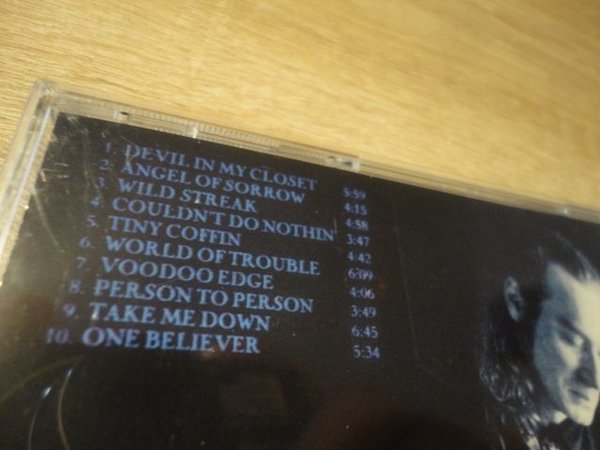 1. DEVIL IN MY CLOSET 5:59
2. ANGEL OF SORROW 4:15
3. WILD STREAK 4:58
4. COULDN'T DO NOTHIN' 3:47
5. TINY COFFIN 4:42
6. WORLD OF TROUBLE 6:09
7. VOODOO EDGE 4:06
8. PERSON TO PERSON 3:49
9. TAKE ME DOWN 6:45
10. ONE BELIEVER 5:34